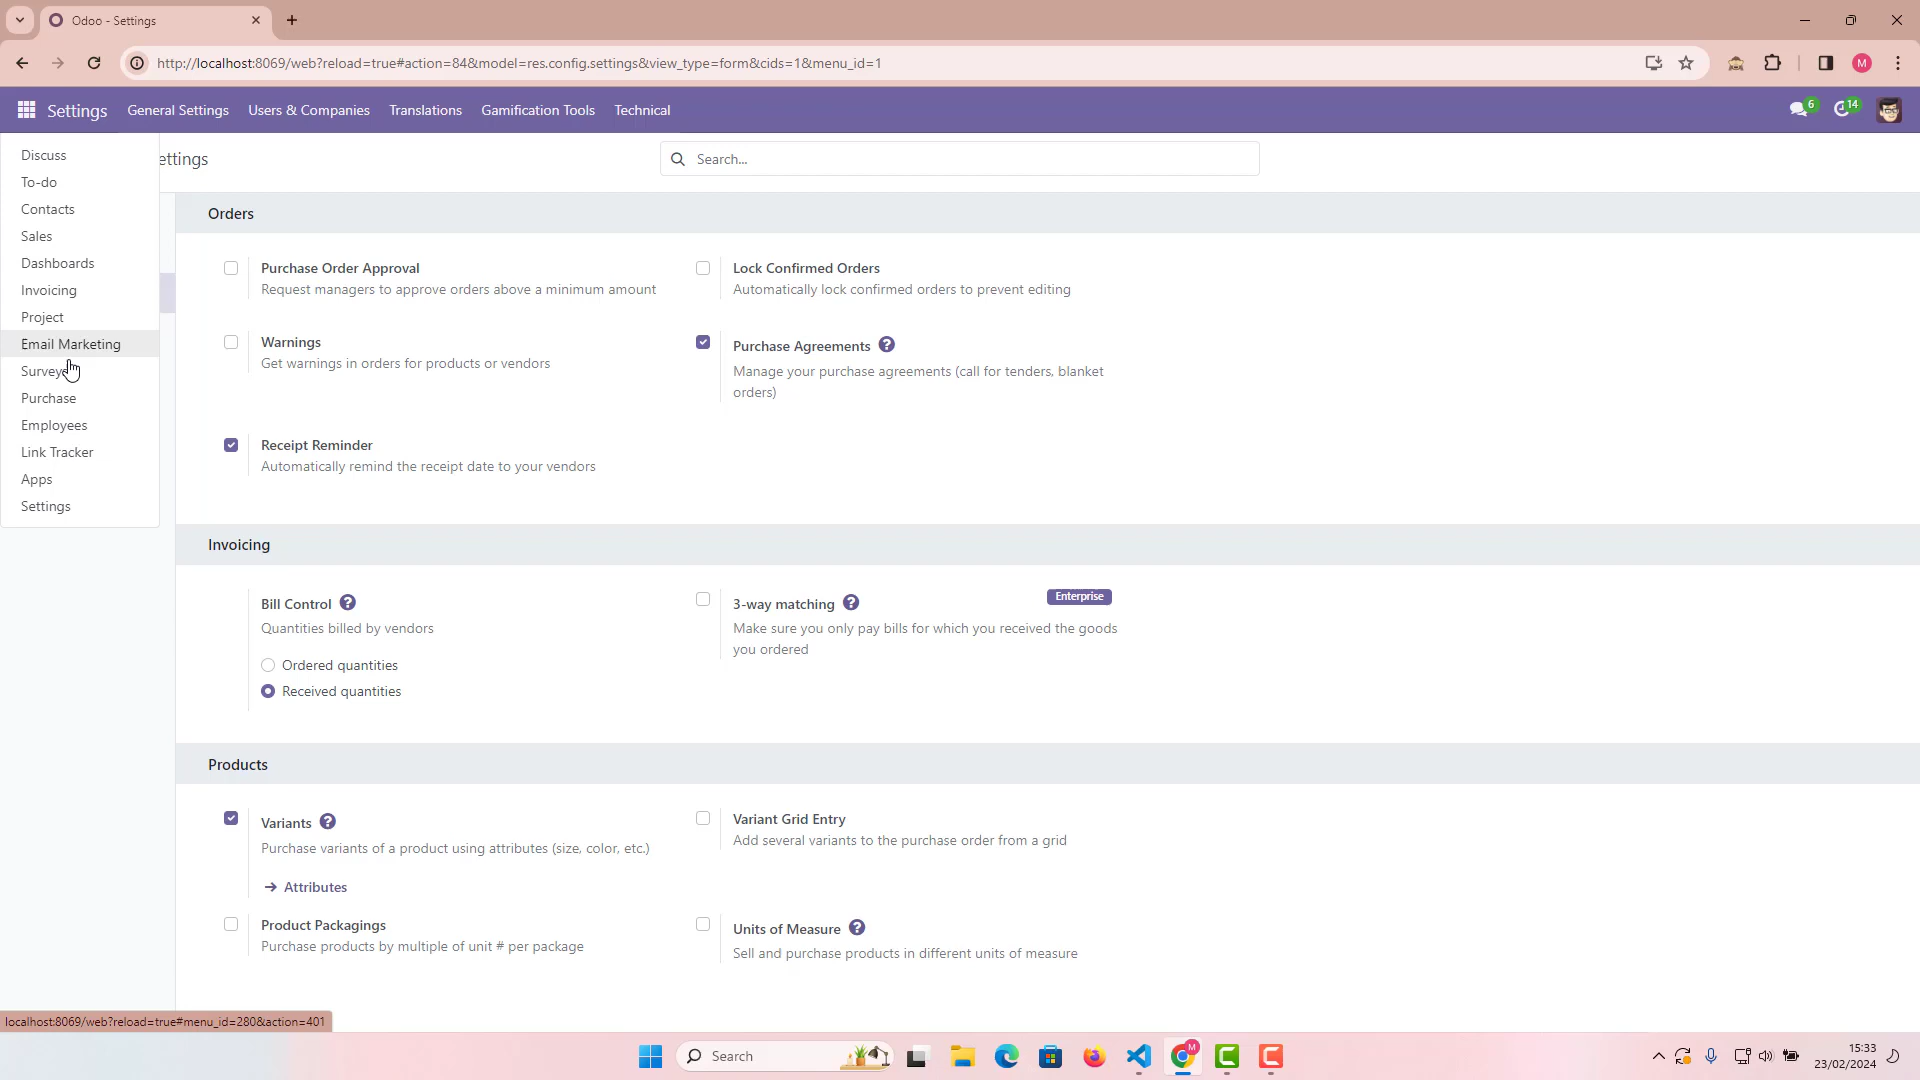 Odoo - Settings
http://localhost:8069/web?reload=true#action=84&model=res.config.settings&view_type=form&cids=1&menu_id=1
M
Settings
General Settings
Users & Companies
Translations
Gamification Tools
Technical
6
14
ettings
Search...
Discuss
To-do
Contacts
Sales
Dashboards
Invoicing
Project
Email Marketing
Survey
Purchase
Employees
Link Tracker
Apps
Settings
Orders
Purchase Order Approval
Request managers to approve orders above a minimum amount
Lock Confirmed Orders
Automatically lock confirmed orders to prevent editing
Warnings
Get warnings in orders for products or vendors
Purchase Agreements ?
Manage your purchase agreements (call for tenders, blanket
orders)
Receipt Reminder
Automatically remind the receipt date to your vendors
Invoicing
Bill Control ?
Quantities billed by vendors
Ordered quantities
Received quantities
3-way matching ?
Enterprise
Make sure you only pay bills for which you received the goods
you ordered
Products
Variants ?
Purchase variants of a product using attributes (size, color, etc.)
Attributes
Variant Grid Entry
Add several variants to the purchase order from a grid
Product Packagings
Purchase products by multiple of unit # per package
Units of Measure ?
Sell and purchase products in different units of measure
localhost:8069/web?reload=true#menu_id=280&action=401
Search
M
15:33
23/02/2024